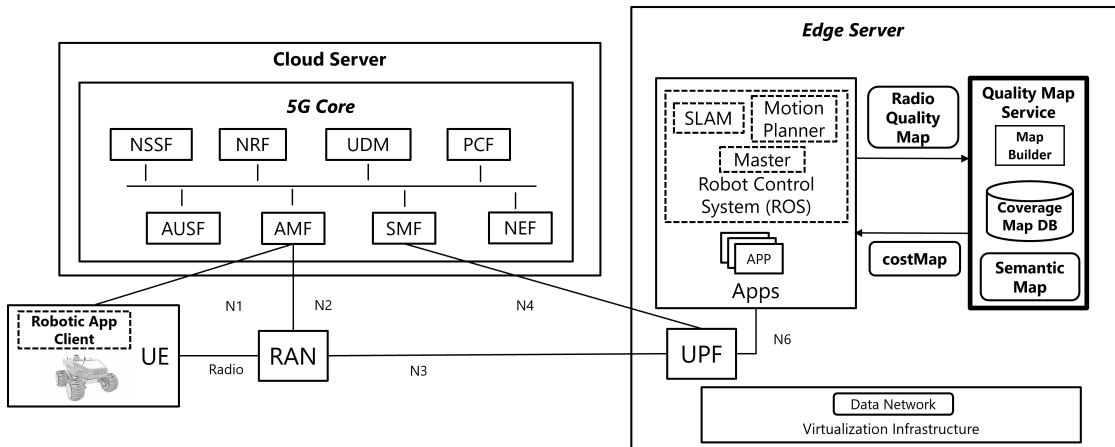 Edge Server
Cloud Server
5G Core
NSSF
NRF
UDM
PCF
AUSF
AMF
SMF
NEF
SLAM
Motion
Planner
Master
Robot Control
System (ROS)
APP
Apps
Radio
Quality
Map
costMap
Quality Map
Service
Map
Builder
Coverage
Map DB
Semantic
Map
N1
N2
N4
Robotic App
Client
UE
Radio
RAN
N3
UPF
N6
Data Network
Virtualization Infrastructure